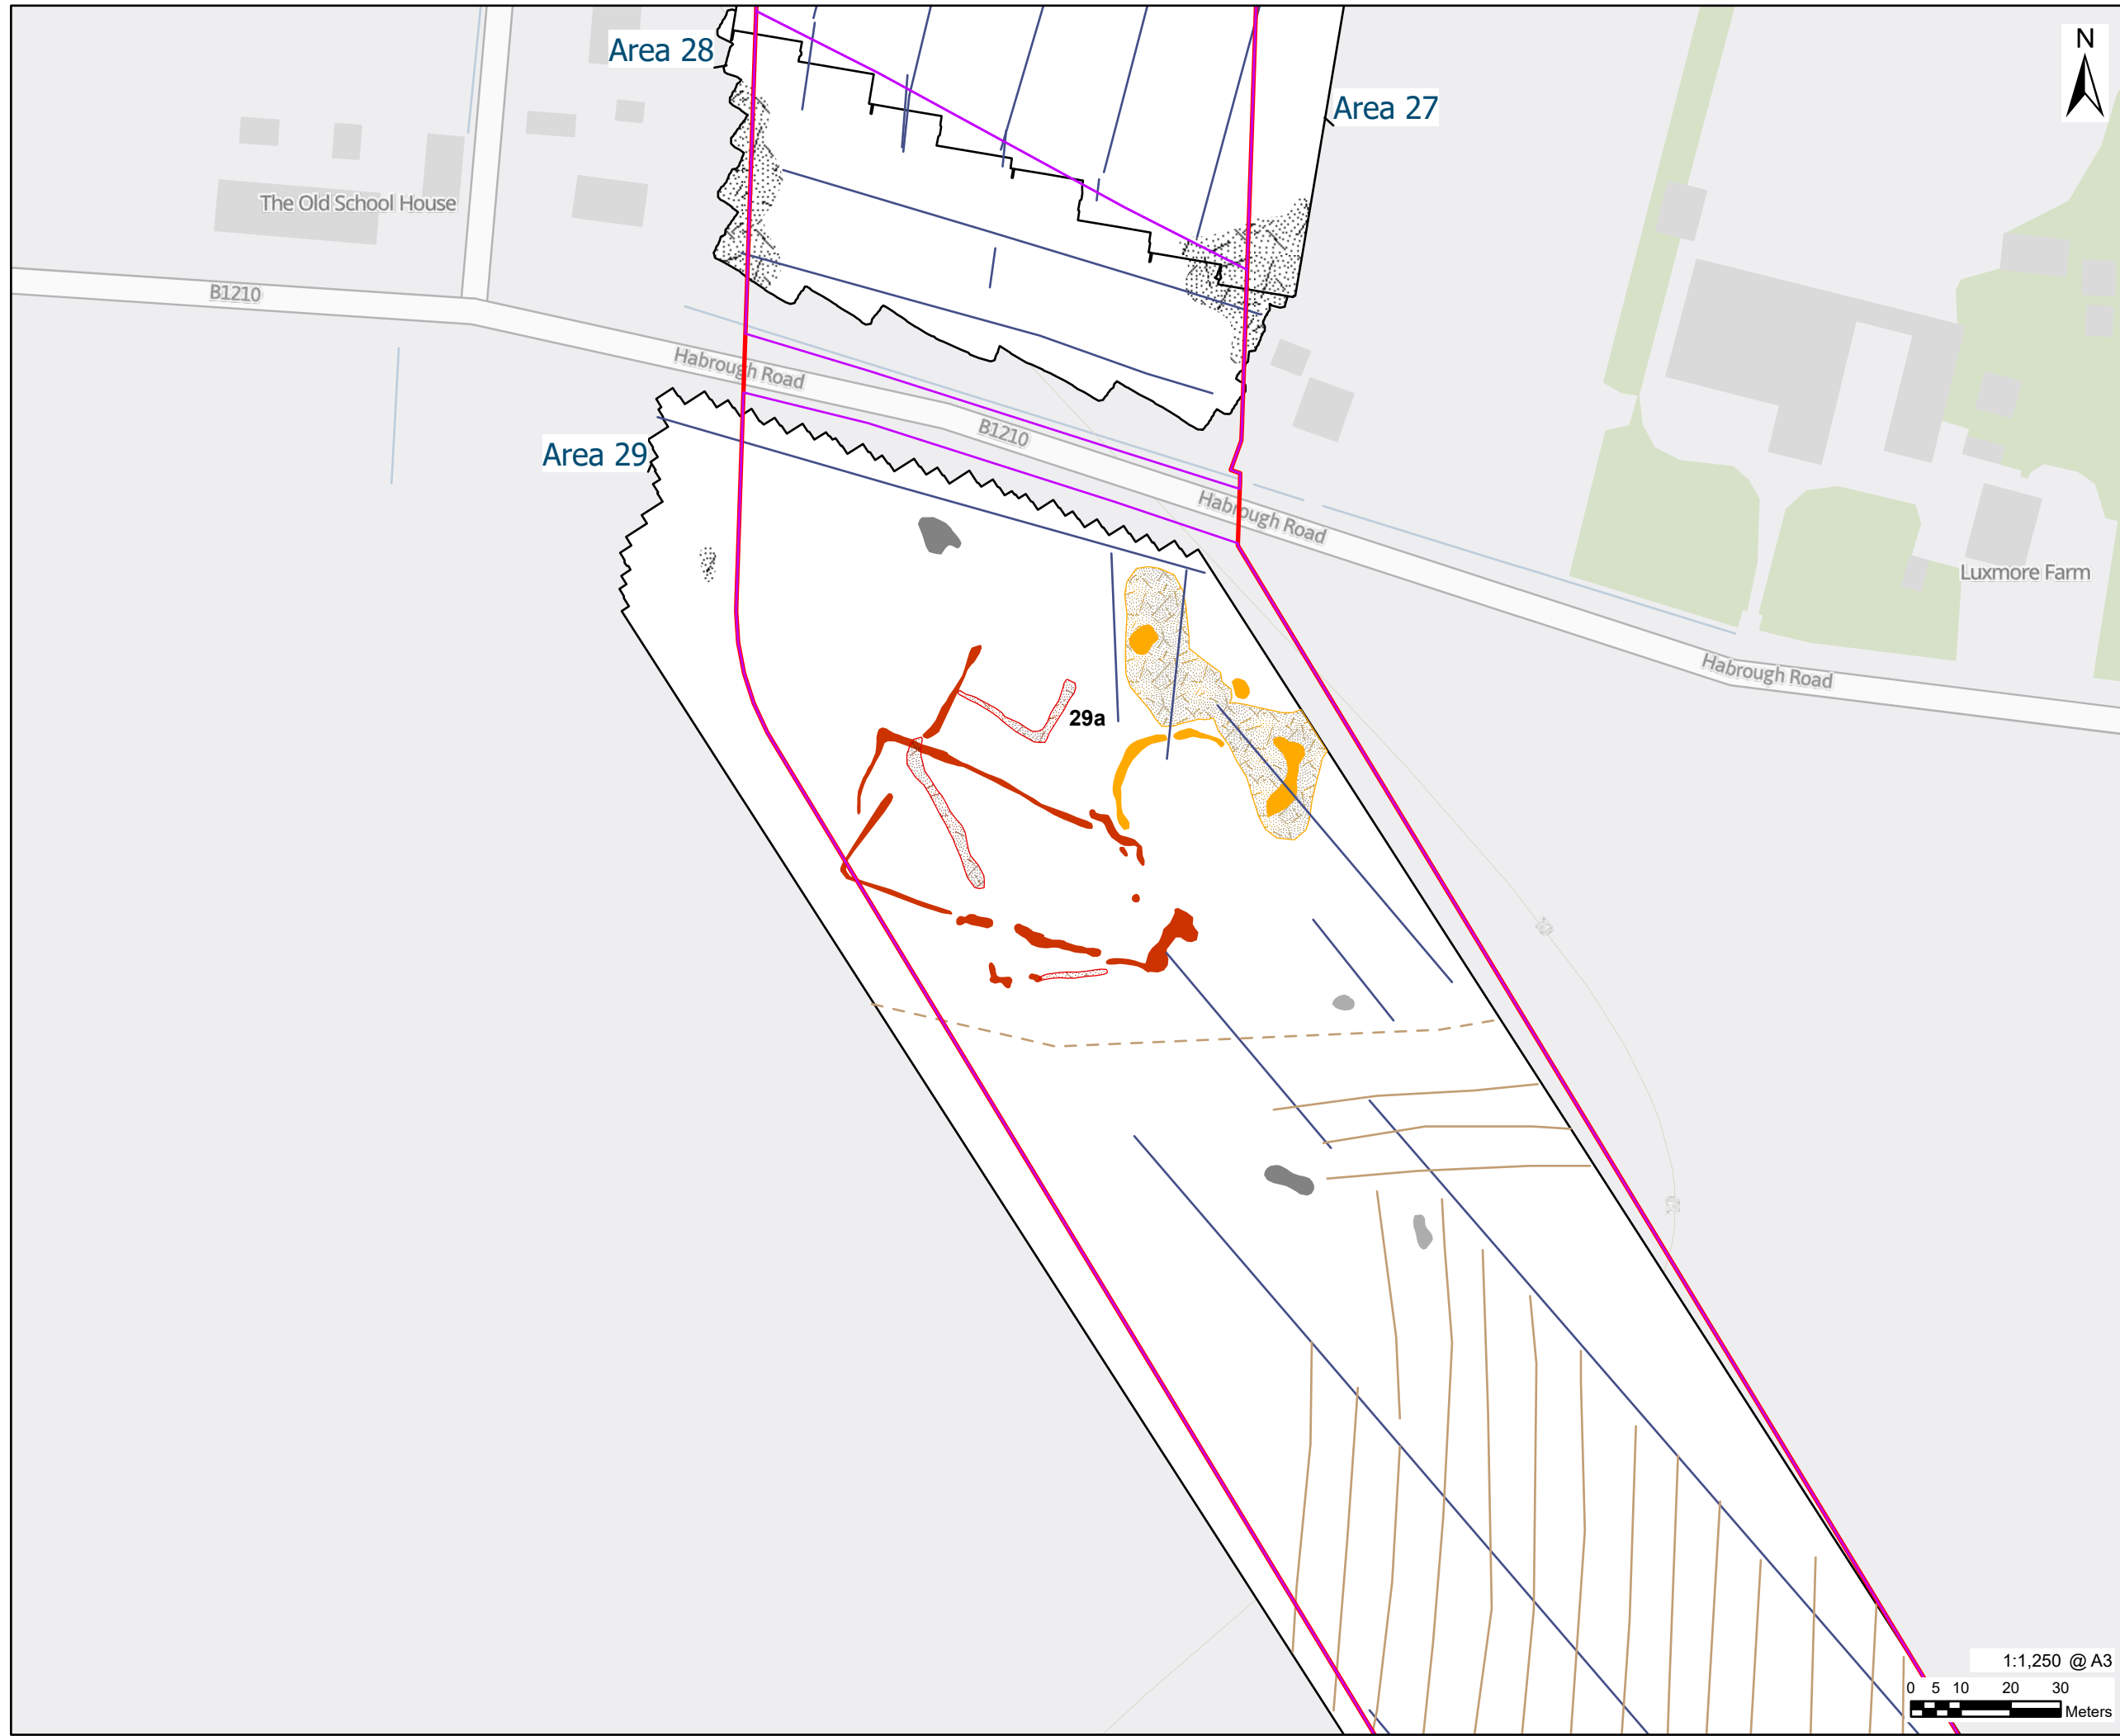 Area 28
N
Area 27
The Old School House
B1210
Habrough Road
B1210
Area 29
Habrough Road
Luxmore Farm
Habrough Road
29a
1:1,250 @ A3
0 5 10 20 30
Meters